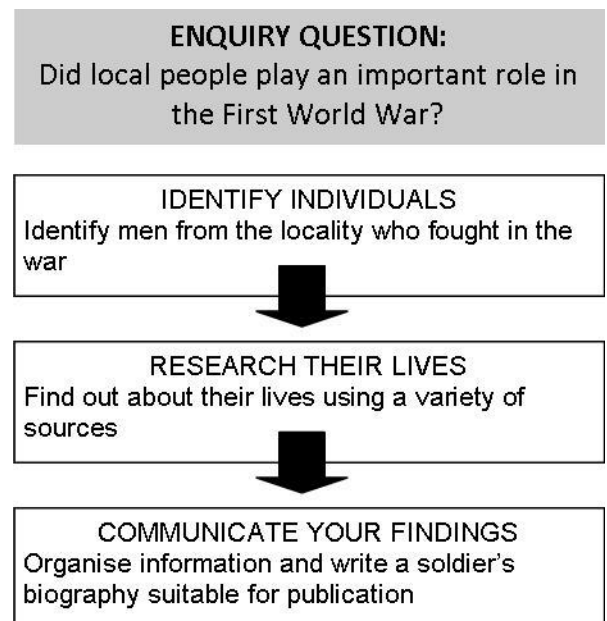 ENQUIRY QUESTION:
Did local people play an important role in
the First World War?
IDENTIFY INDIVIDUALS
Identify men from the locality who fought in the
war
RESEARCH THEIR LIVES
Find out about their lives using a variety of
sources
COMMUNICATE YOUR FINDINGS
Organise information and write a soldier's
biography suitable for publication